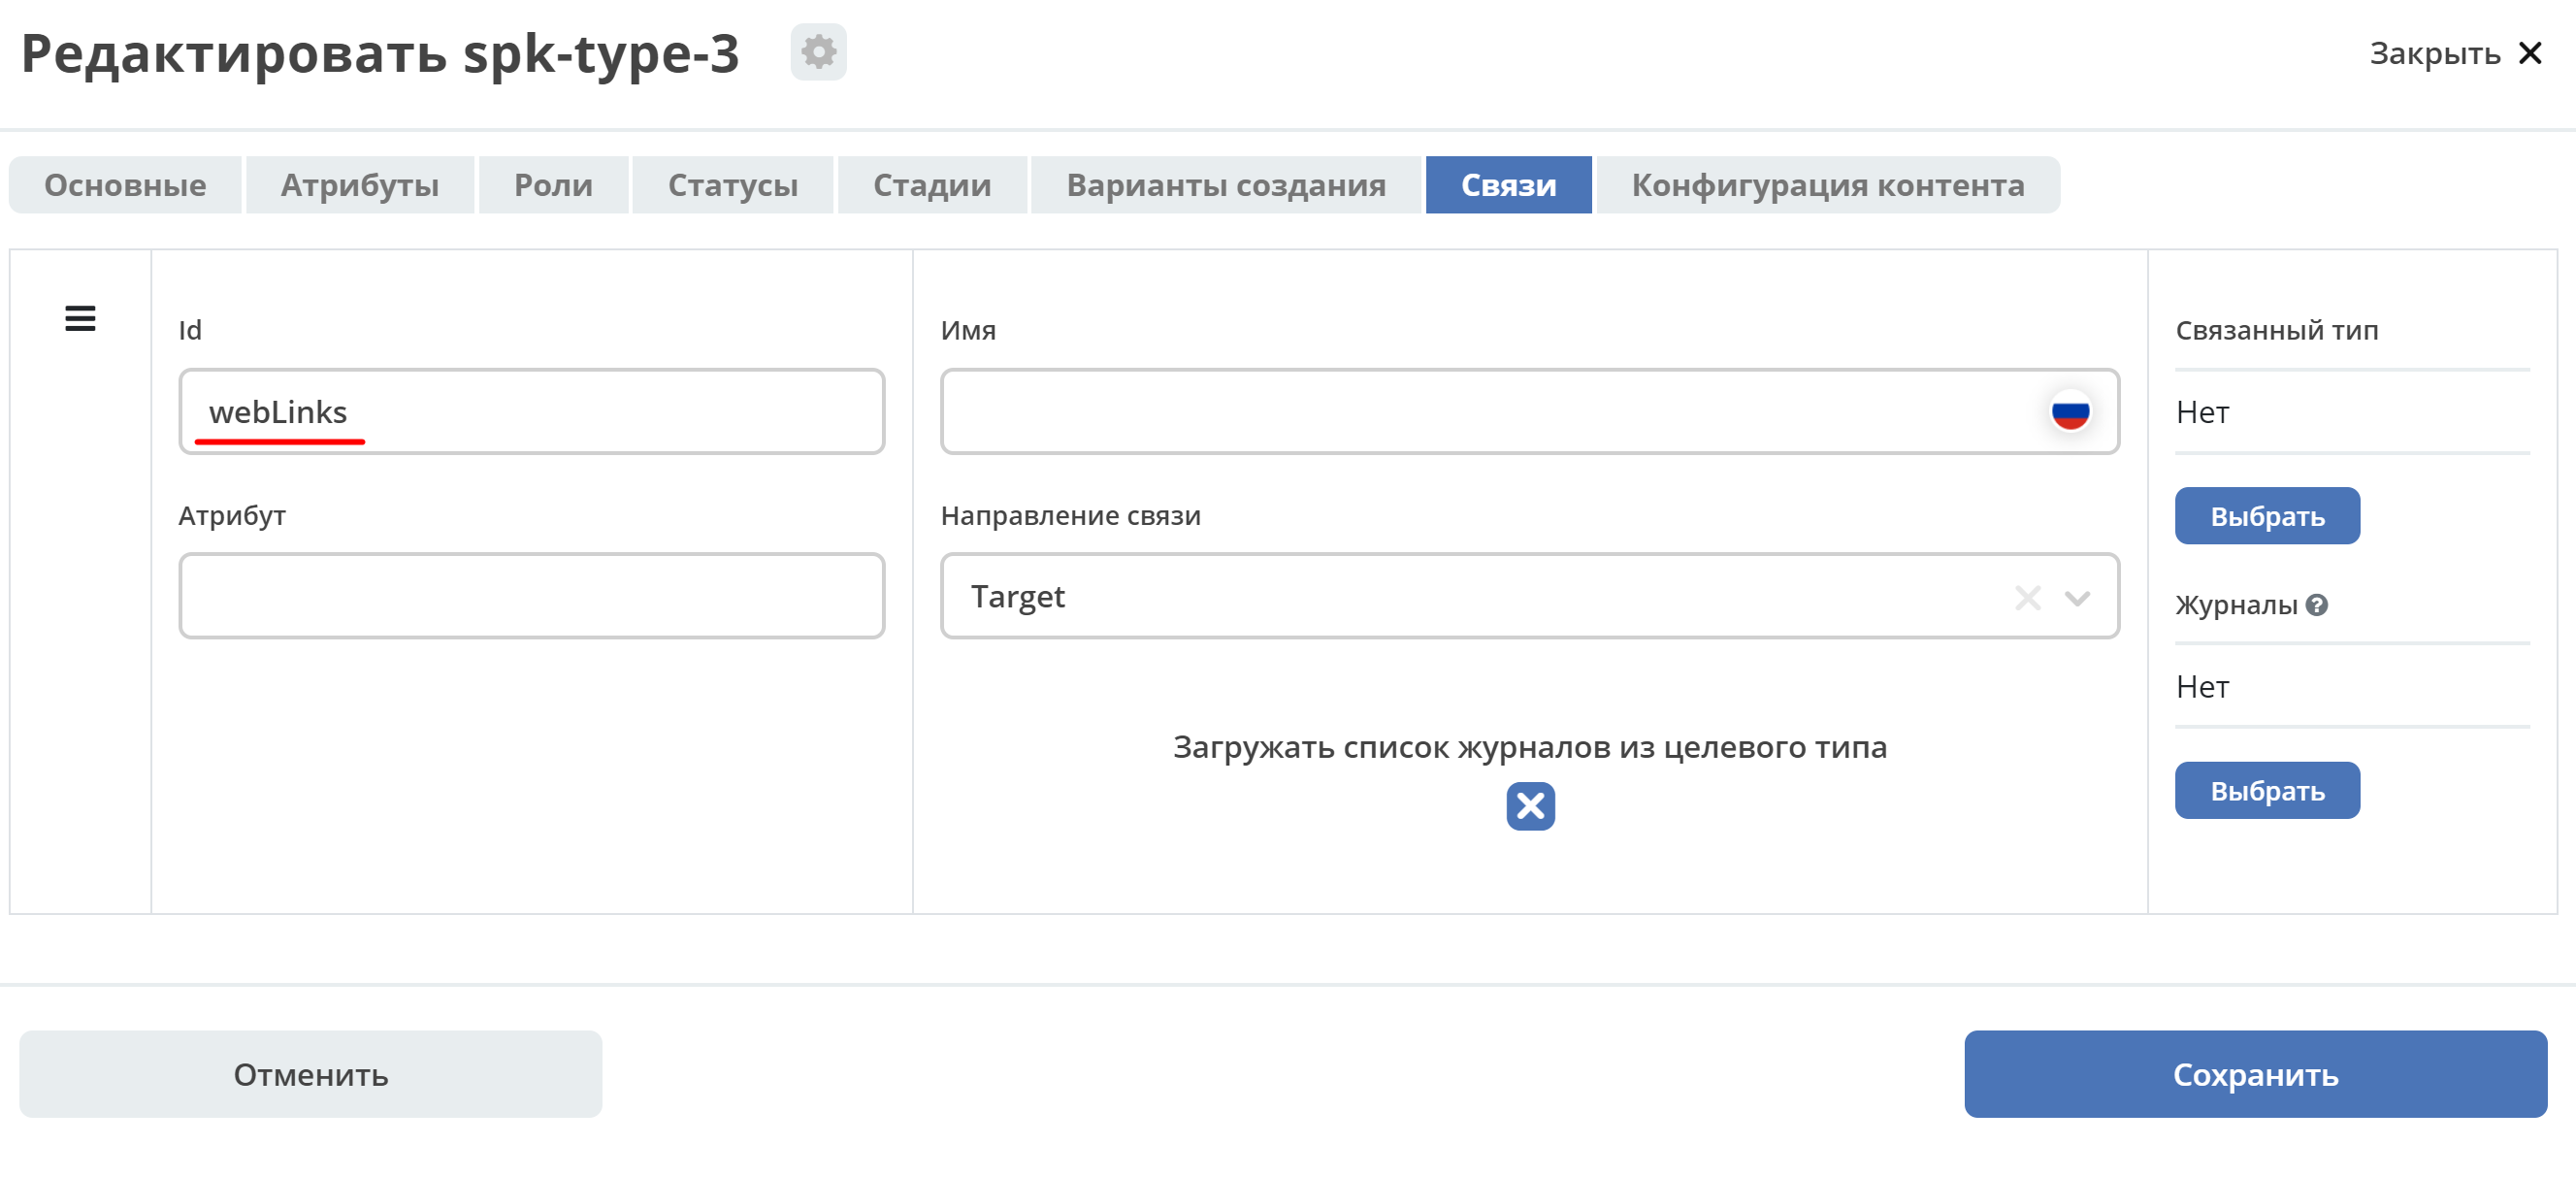 Редактировать spk-type-3
Закрыть
Основные Атрибуты Роли Статусы Стадии Варианты создания Связи Конфигурация контента
Id
webLinks
Атрибут
Имя
Направление связи
Target
Загружать список журналов из целевого типа
Связанный тип
Нет
Выбрать
Журналы
Нет
Выбрать
Отменить
Сохранить